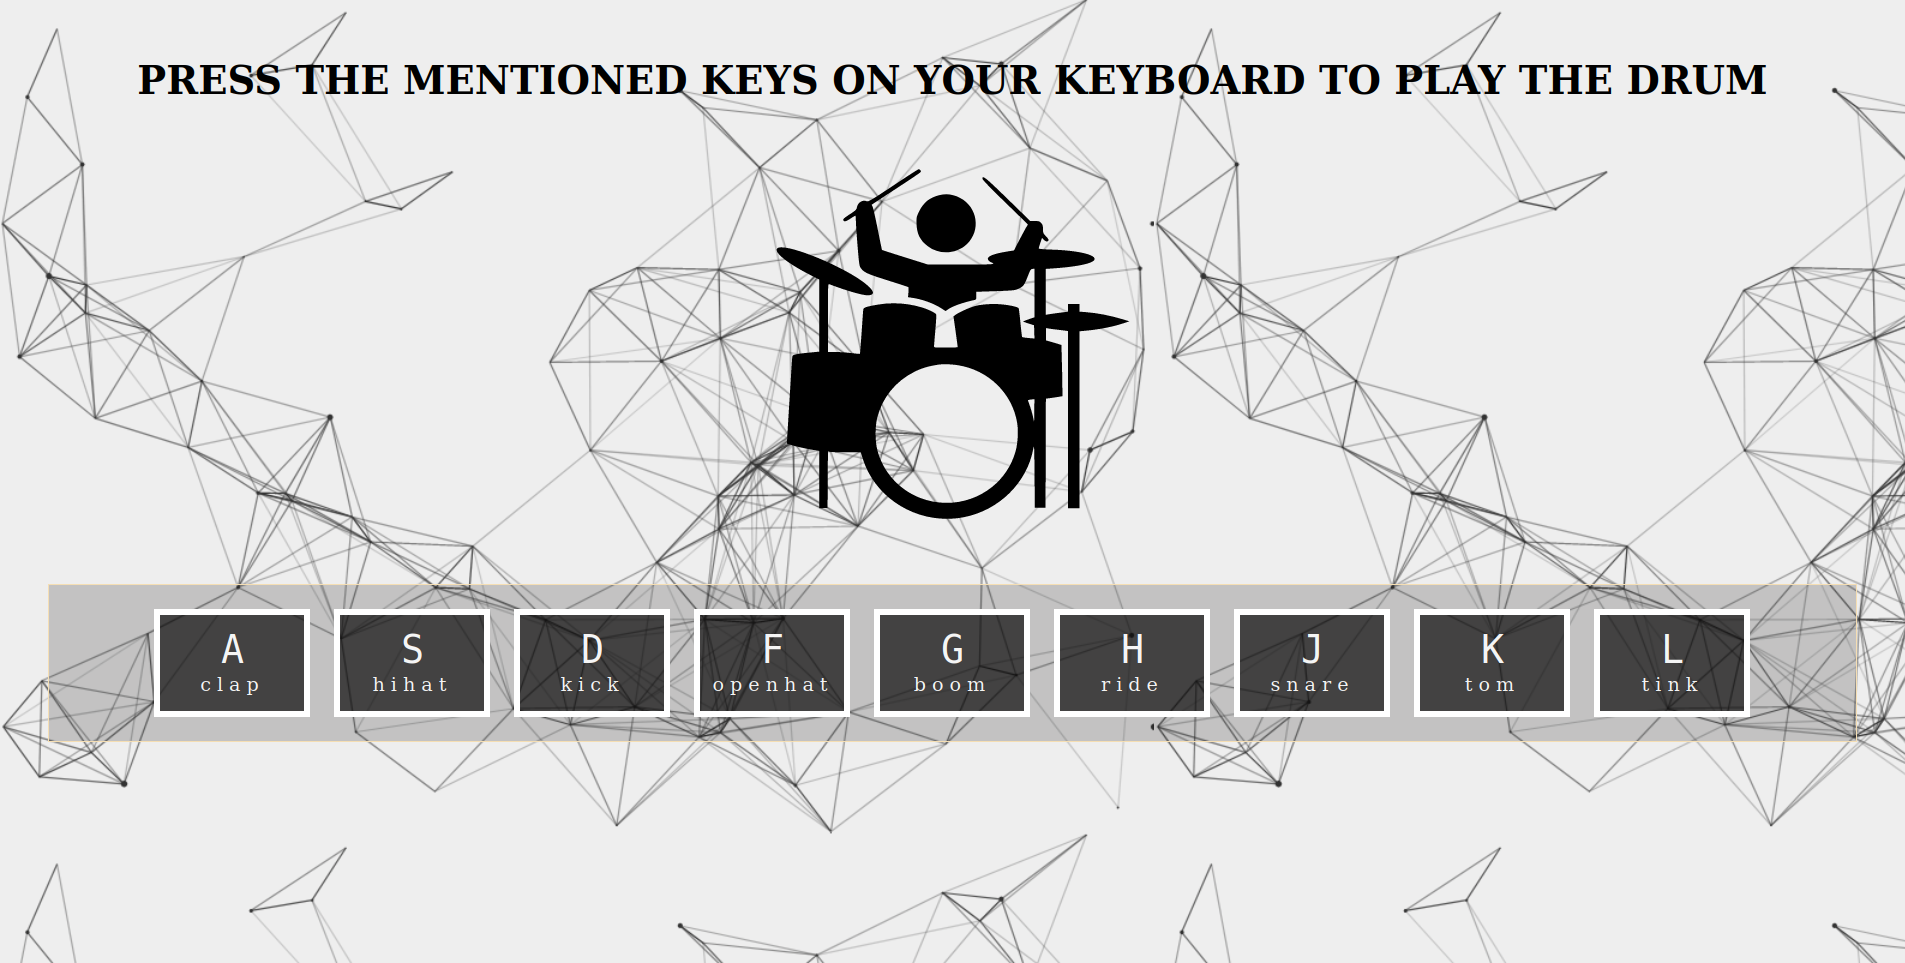 PRESS THE MENTIONED KEYS ON YOUR KEYBOARD TO PLAY THE DRUM
A S D F G H J K L
clap hihat kick openhat boom ride snare tom tink